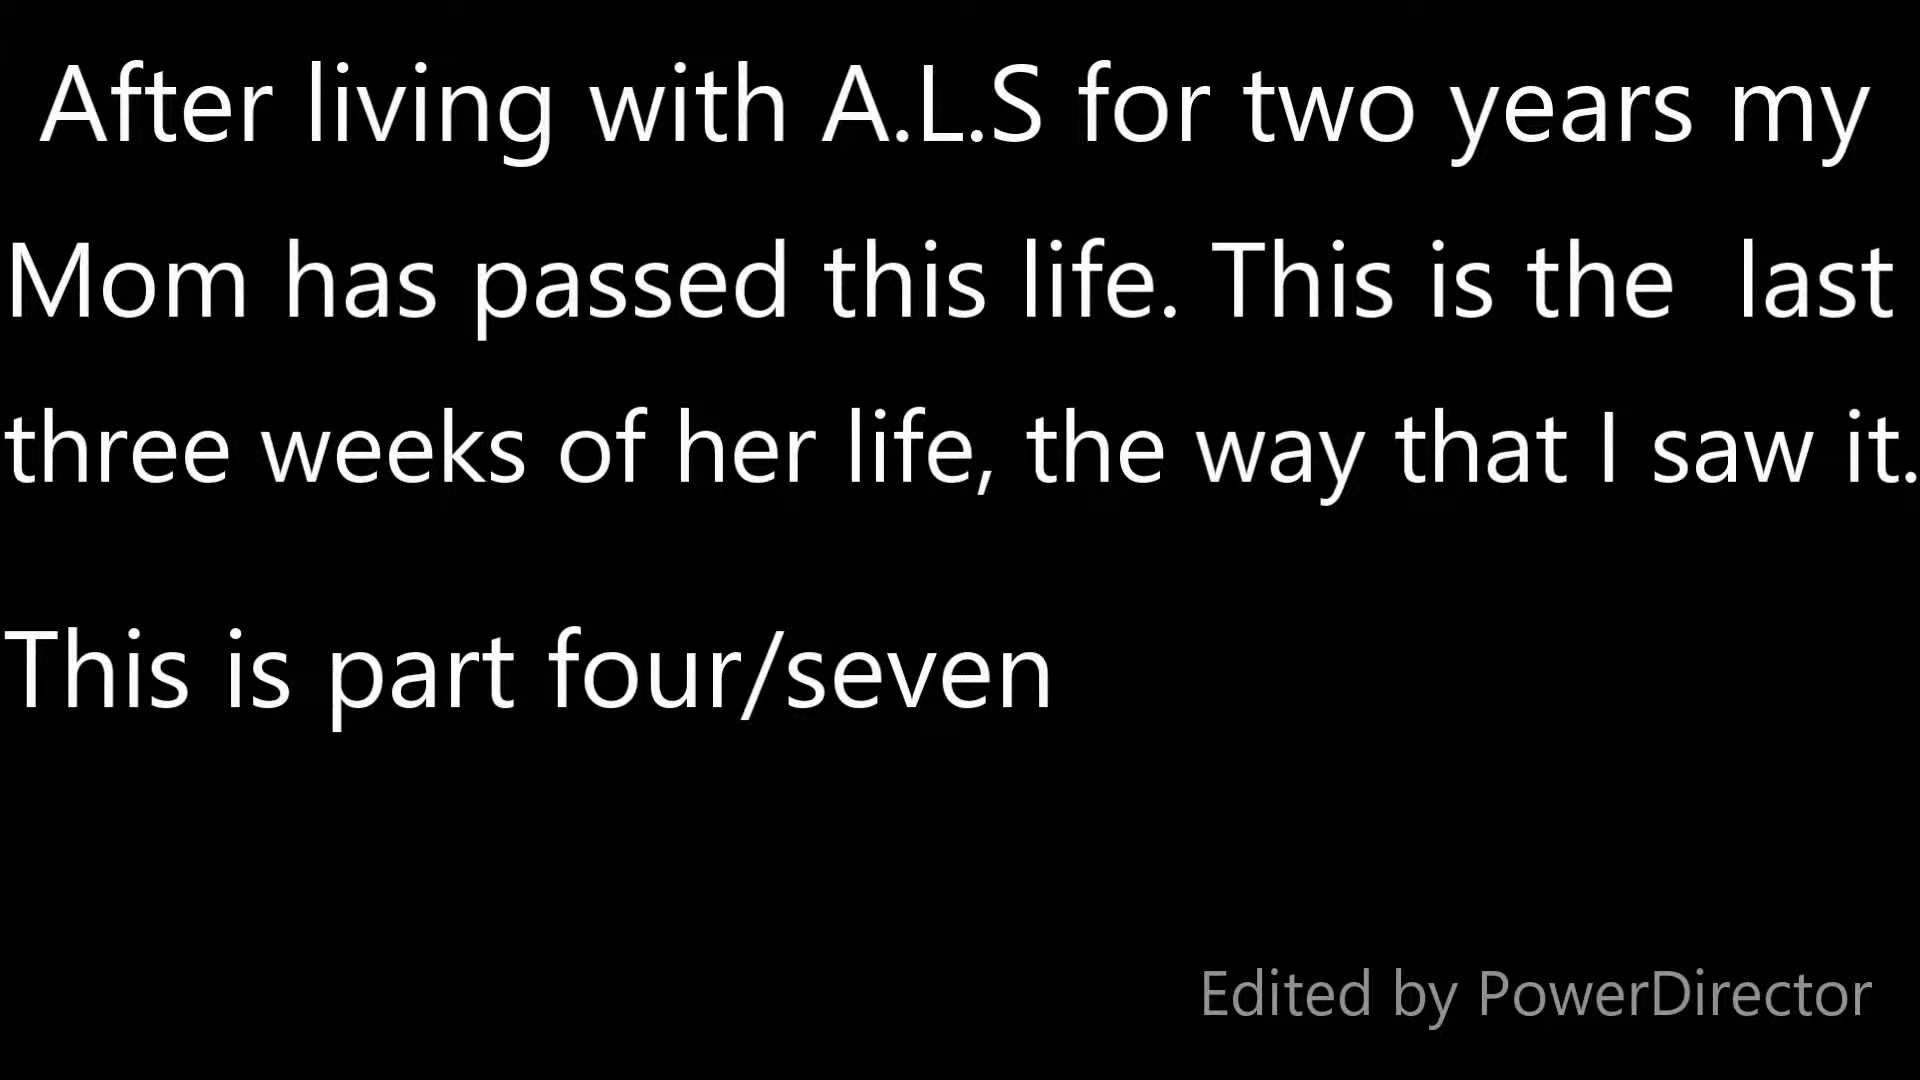 After living with A.L.S for two years my
Mom has passed this life. This is the  last
three weeks of her life, the way that I saw it.
This is part four/seven
Edited by PowerDirector